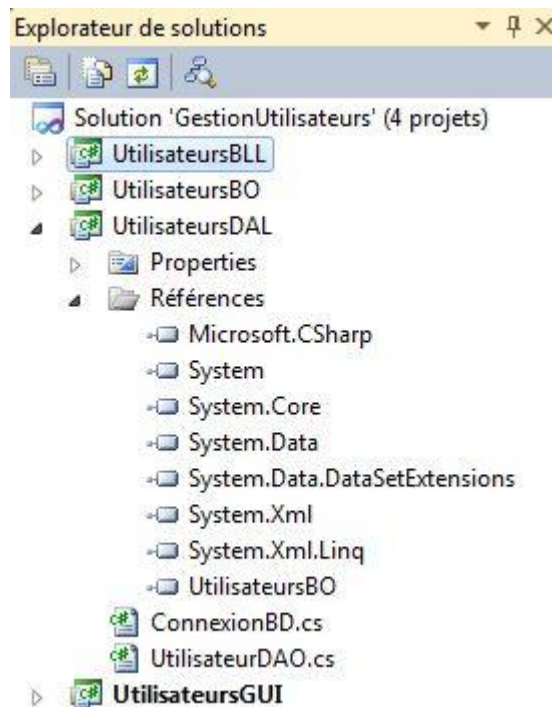 Explorateur de solutions
Solution 'GestionUtilisateurs' (4 projets)
UtilisateursBLL
UtilisateursBO
UtilisateursDAL
Properties
Références
Microsoft.CSharp
System
System.Core
System.Data
System.Data.DataSetExtensions
System.Xml
System.Xml.Linq
UtilisateursBO
ConnexionBD.cs
UtilisateurDAO.cs
UtilisateursGUI